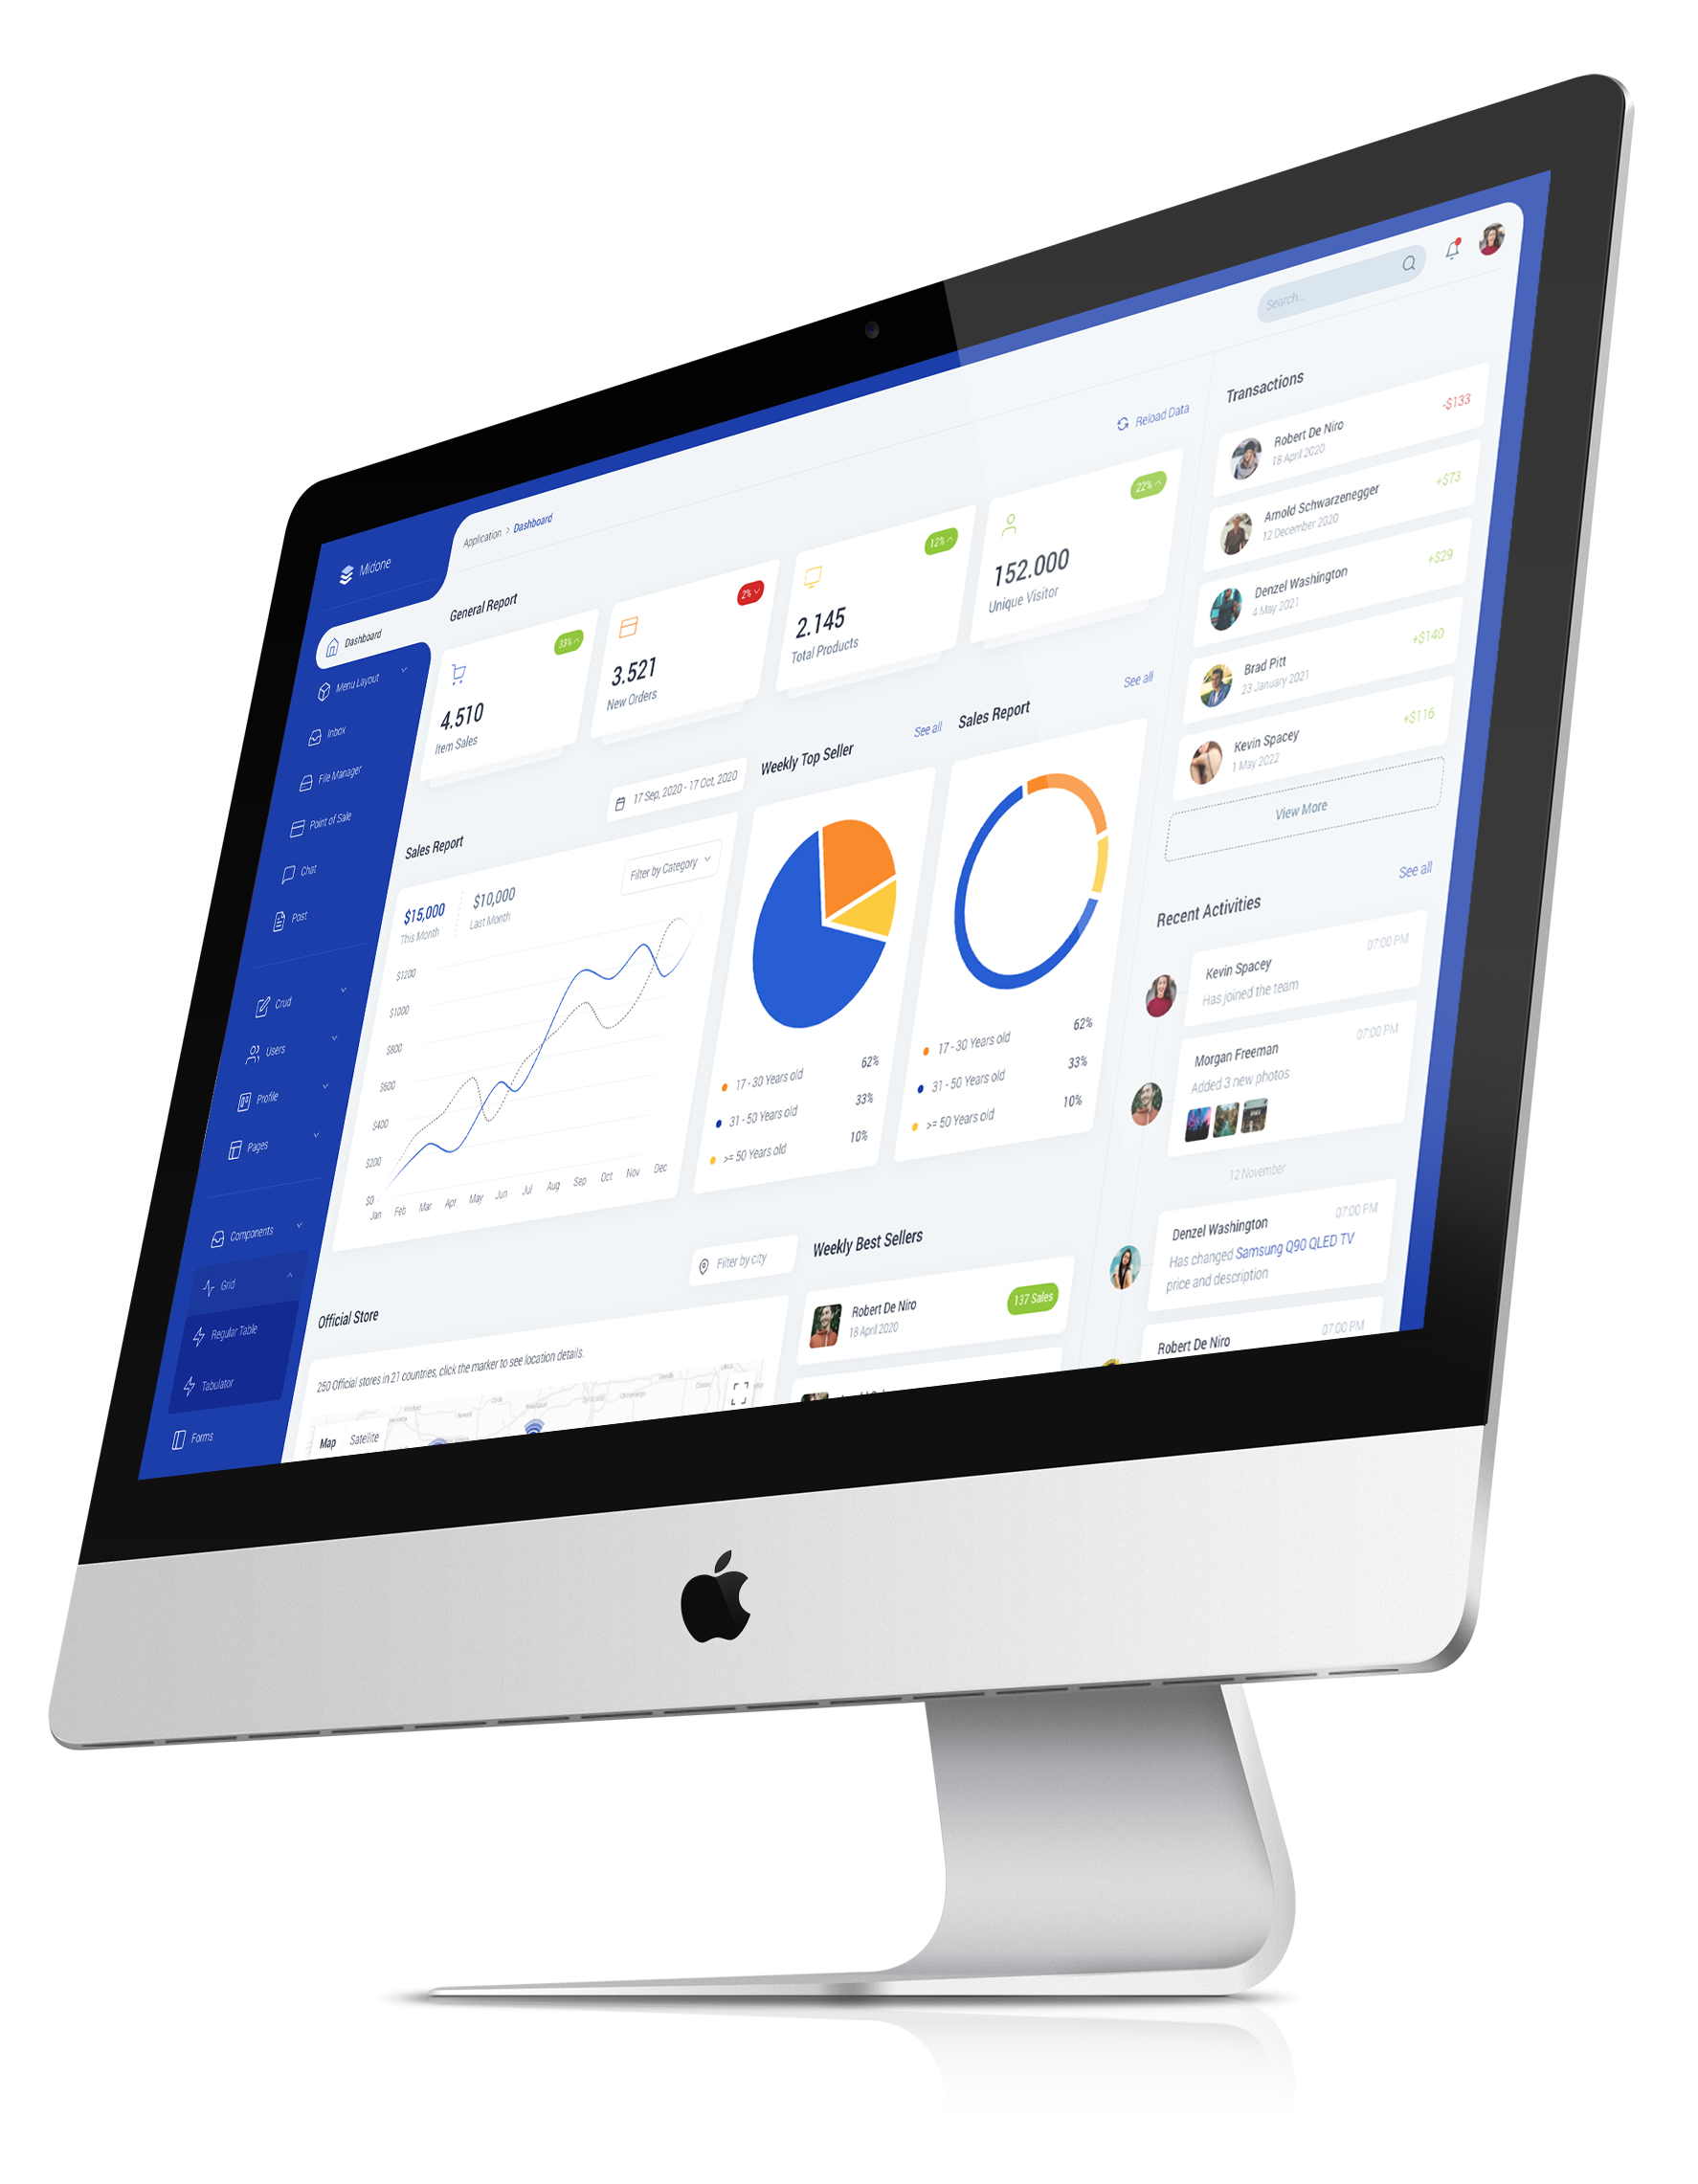 Midone
Dashboard
Menu Layout
Inbox
File Manager
Point of Sale
Chat
Post
Crud
Users
Profile
Pages
Components
Grid
Regular Table
Tabulator
Forms
Application > Dashboard
Search...
General Report
Reload Data
33%
4.510
Item Sales
2%
3.521
New Orders
12%
2.145
Total Products
22%
152.000
Unique Visitor
Sales Report
17 Sep, 2020 - 17 Oct, 2020
$15,000
This Month
$10,000
Last Month
Filter by Category
$1200
$1000
$800
$600
$400
$200
$0
Jan Feb Mar Apr May Jun Jul Aug Sep Oct Nov Dec
Weekly Top Seller
See all
17 - 30 Years old 62%
31 - 50 Years old 33%
>= 50 Years old 10%
Sales Report
See all
17 - 30 Years old 62%
31 - 50 Years old 33%
>= 50 Years old 10%
Official Store
Filter by city
250 Official stores in 21 countries, click the marker to see location details.
Map Satellite
Weekly Best Sellers
Robert De Niro
18 April 2020
137 Sales
Transactions
Robert De Niro
18 April 2020
-$133
Arnold Schwarzenegger
12 December 2020
+$73
Denzel Washington
4 May 2021
+$29
Brad Pitt
23 January 2021
+$140
Kevin Spacey
1 May 2022
+$116
View More
Recent Activities
See all
Kevin Spacey 07:00 PM
Has joined the team
Morgan Freeman 07:00 PM
Added 3 new photos
12 November
Denzel Washington 07:00 PM
Has changed Samsung Q90 QLED TV
price and description
Robert De Niro 07:00 PM